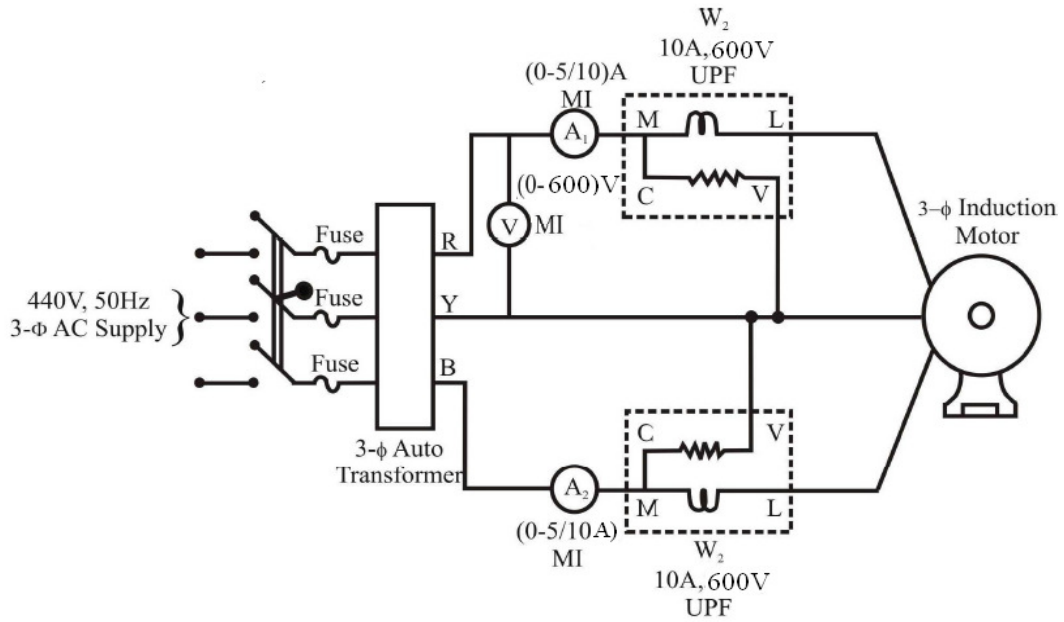 W₂
10A, 600V
UPF
(0-5/10)A
MI
M
L
A₁
C
V
(0-600)V
V
MI
3-ϕ Induction
Motor
Fuse
R
440V, 50Hz
3-Φ AC Supply
Fuse
Y
Fuse
B
3-ϕ Auto
Transformer
C
V
A₂
M
L
(0-5/10A)
MI
W₂
10A, 600V
UPF